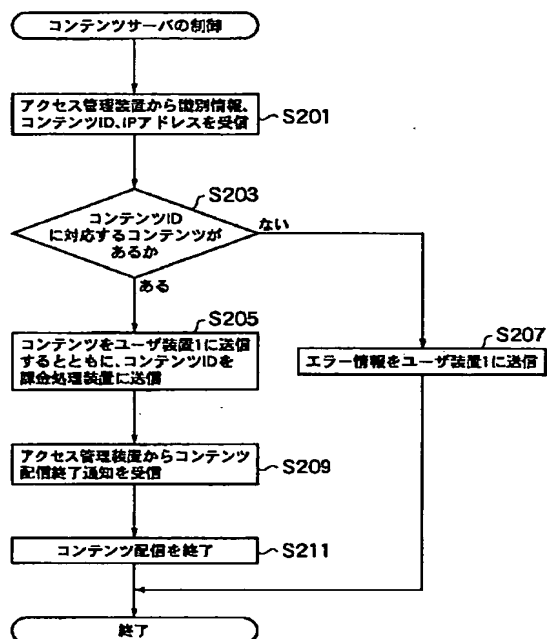 コンテンツサーバの制御
アクセス管理装置から識別情報、
コンテンツID、IPアドレスを受信
S201
S203
コンテンツID
に対応するコンテンツが
あるか
ない
ある
S205
コンテンツをユーザ装置1に送信
するとともに、コンテンツIDを
課金処理装置に送信
S207
エラー情報をユーザ装置1に送信
アクセス管理装置からコンテンツ
配信終了通知を受信
S209
コンテンツ配信を終了
S211
終了